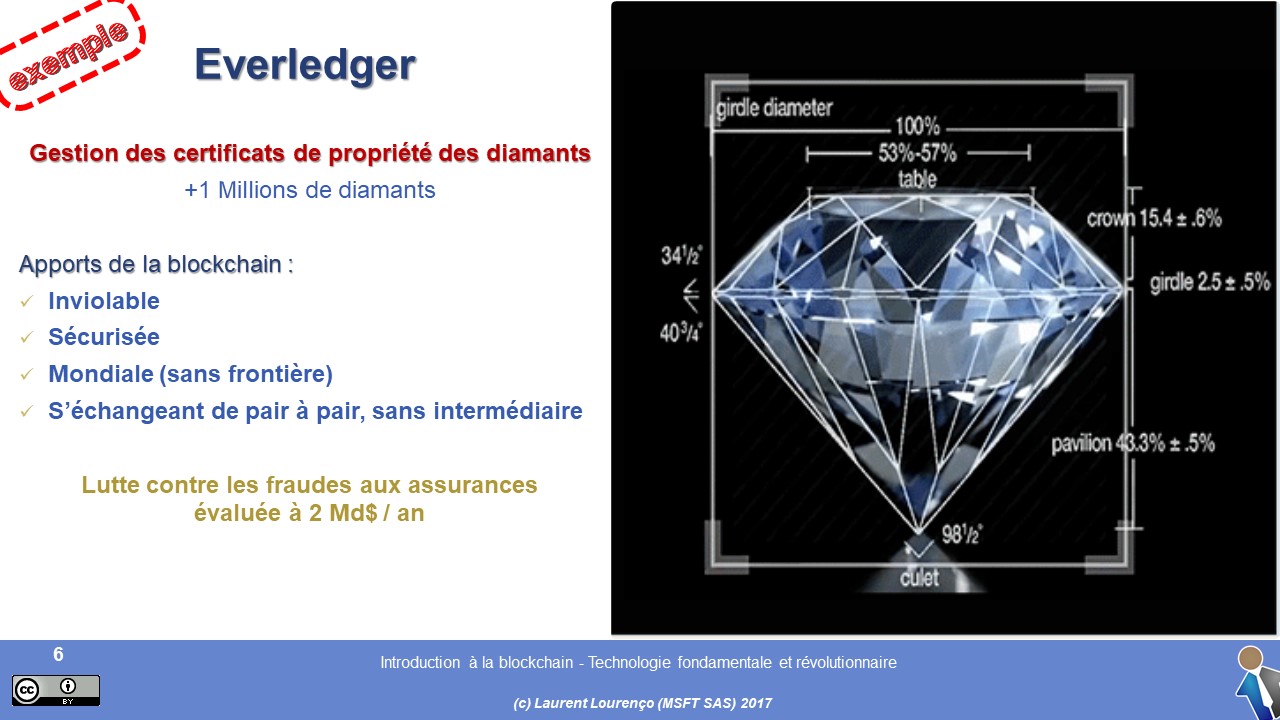 exemple
Everledger
Gestion des certificats de propriété des diamants
+1 Millions de diamants
Apports de la blockchain :
✓ Inviolable
✓ Sécurisée
✓ Mondiale (sans frontière)
✓ S’échangeant de pair à pair, sans intermédiaire
Lutte contre les fraudes aux assurances
évaluée à 2 Md$ / an
girdle diameter
100%
53%-57%
table
crown 15.4 ± .6%
34 1/2°
girdle 2.5 ± .5%
40 3/4°
pavilion 43.3% ± .5%
98 1/2°
culet
6
Introduction à la blockchain - Technologie fondamentale et révolutionnaire
cc
BY
(c) Laurent Lourenço (MSFT SAS) 2017